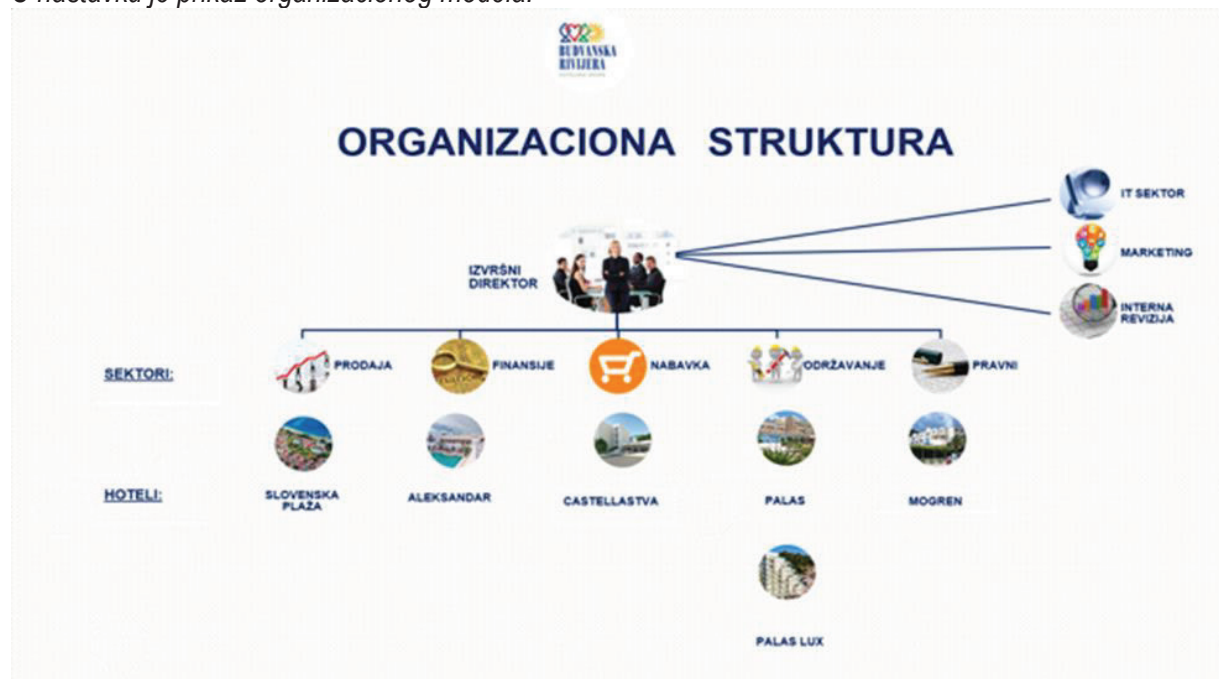 U nastavku je prikaz organizacionog modela:
BUDVANSKA
RIVIJERA
ORGANIZACIONA STRUKTURA
IT SEKTOR
MARKETING
IZVRŠNI
DIREKTOR
INTERNA
REVIZIJA
SEKTORI:
PRODAJA
FINANSIJE
NABAVKA
ODRŽAVANJE
PRAVNI
HOTELI:
SLOVENSKA
PLAŽA
ALEKSANDAR
CASTELLASTVA
PALAS
MOGREN
PALAS LUX